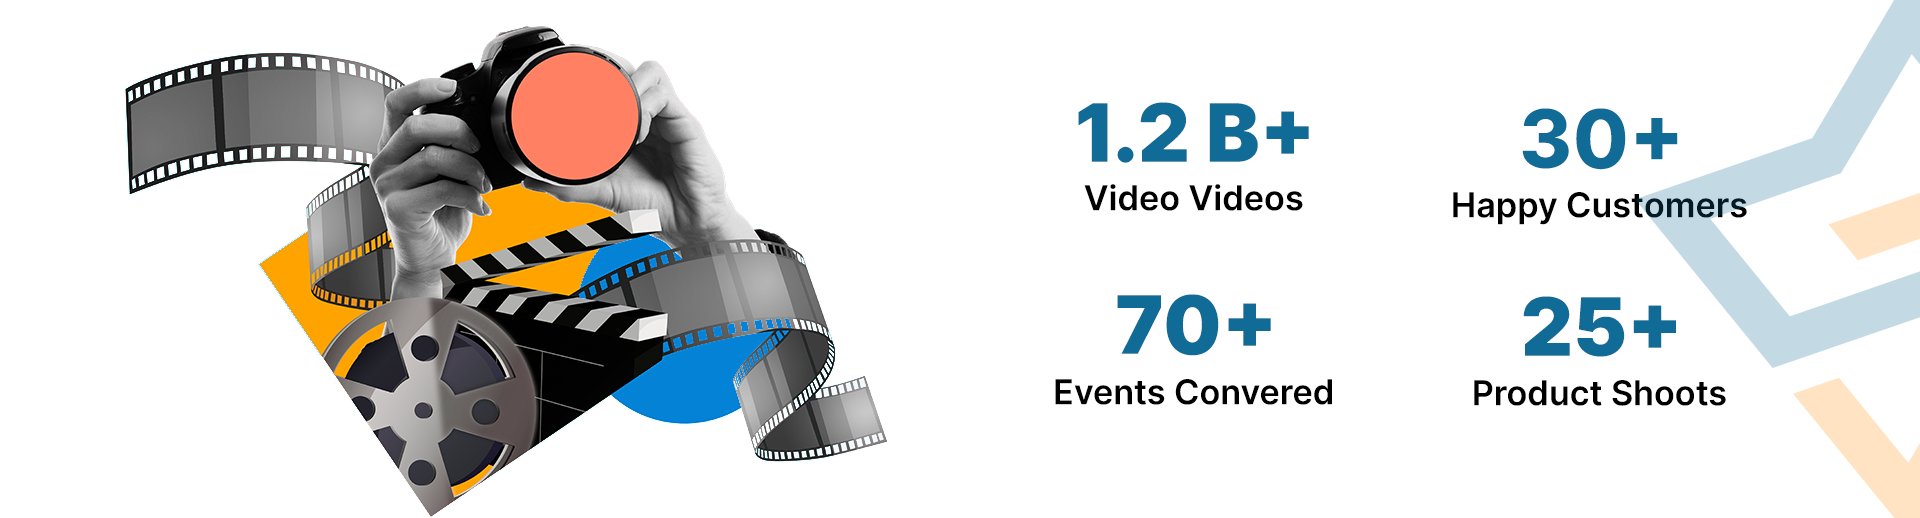 1.2 B+
Video Videos
30+
Happy Customers
70+
Events Convered
25+
Product Shoots